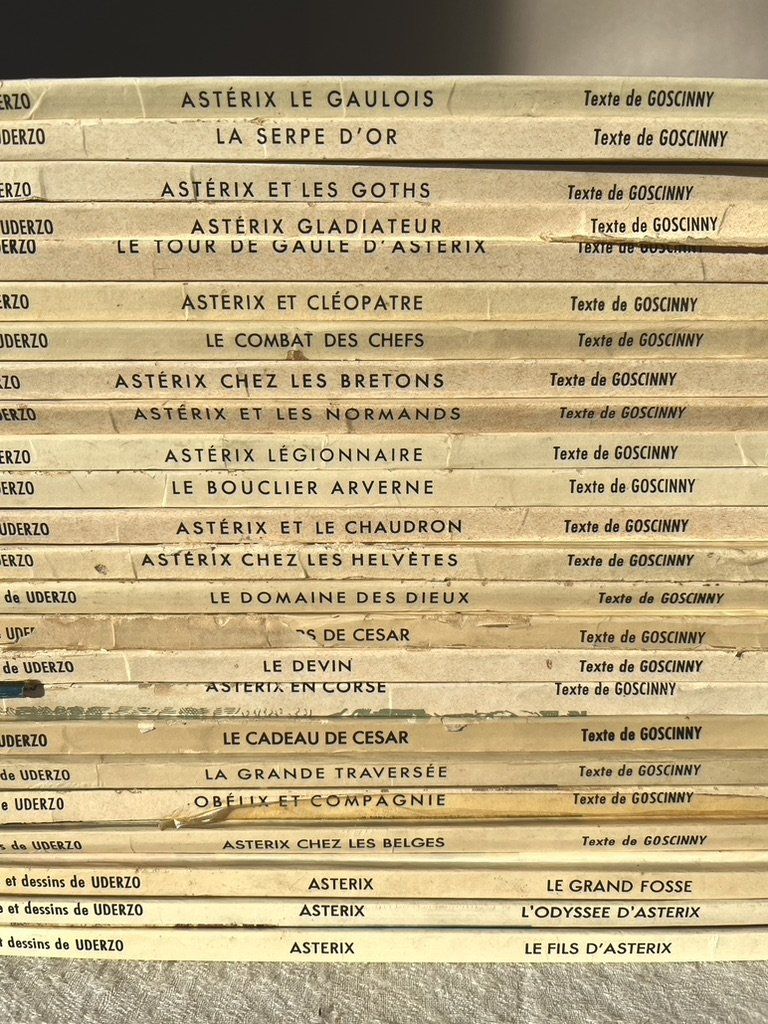 ERZO ASTÉRIX LE GAULOIS Texte de GOSCINNY
UDERZO LA SERPE D'OR Texte de GOSCINNY
ERZO ASTÉRIX ET LES GOTHS Texte de GOSCINNY
UDERZO ASTÉRIX GLADIATEUR Texte de GOSCINNY
DERZO LE TOUR DE GAULE D'ASTERIX Texte de GOSCINNY
ERZO ASTÉRIX ET CLÉOPATRE Texte de GOSCINNY
UDERZO LE COMBAT DES CHEFS Texte de GOSCINNY
ZO ASTÉRIX CHEZ LES BRETONS Texte de GOSCINNY
UDERZO ASTÉRIX ET LES NORMANDS Texte de GOSCINNY
ERZO ASTÉRIX LÉGIONNAIRE Texte de GOSCINNY
DERZO LE BOUCLIER ARVERNE Texte de GOSCINNY
UDERZO ASTÉRIX ET LE CHAUDRON Texte de GOSCINNY
DERZO ASTÉRIX CHEZ LES HELVÈTES Texte de GOSCINNY
de UDERZO LE DOMAINE DES DIEUX Texte de GOSCINNY
DE CESAR Texte de GOSCINNY
de UDERZO LE DEVIN Texte de GOSCINNY
ASTERIX EN CORSE Texte de GOSCINNY
UDERZO LE CADEAU DE CESAR Texte de GOSCINNY
de UDERZO LA GRANDE TRAVERSÉE Texte de GOSCINNY
e UDERZO OBÉLIX ET COMPAGNIE Texte de GOSCINNY
s de UDERZO ASTERIX CHEZ LES BELGES Texte de GOSCINNY
et dessins de UDERZO ASTERIX LE GRAND FOSSE
e et dessins de UDERZO ASTERIX L'ODYSSEE D'ASTERIX
t dessins de UDERZO ASTERIX LE FILS D'ASTERIX